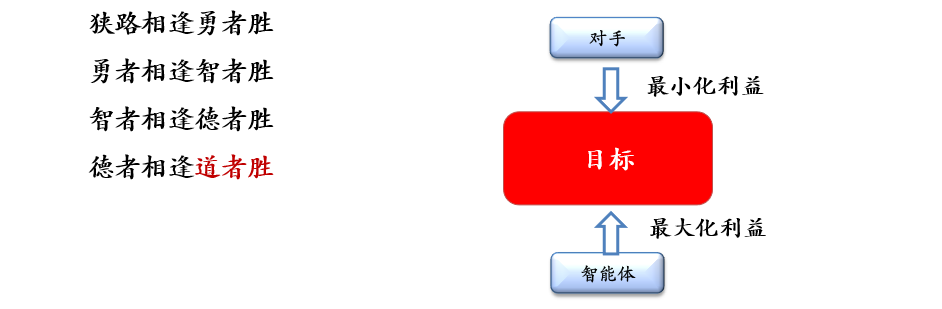 狭路相逢勇者胜
勇者相逢智者胜
智者相逢德者胜
德者相逢道者胜
对手
最小化利益
目标
最大化利益
智能体